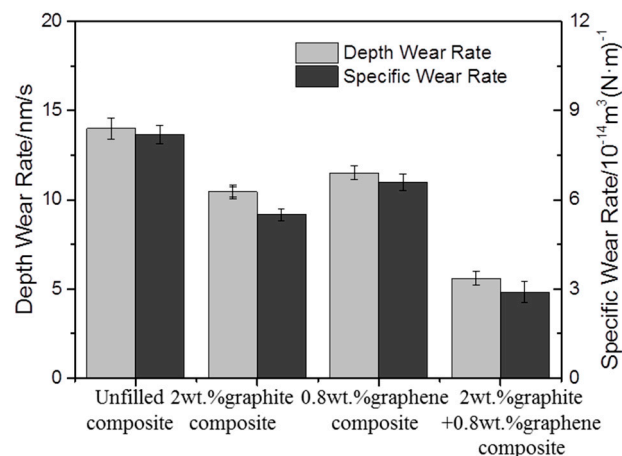 20
15
10
5
0
Depth Wear Rate/nm/s
Depth Wear Rate
Specific Wear Rate
12
9
6
3
0
Specific Wear Rate/10⁻¹⁴m³(N·m)⁻¹
Unfilled
composite
2wt.%graphite
composite
0.8wt.%graphene
composite
2wt.%graphite
+0.8wt.%graphene
composite